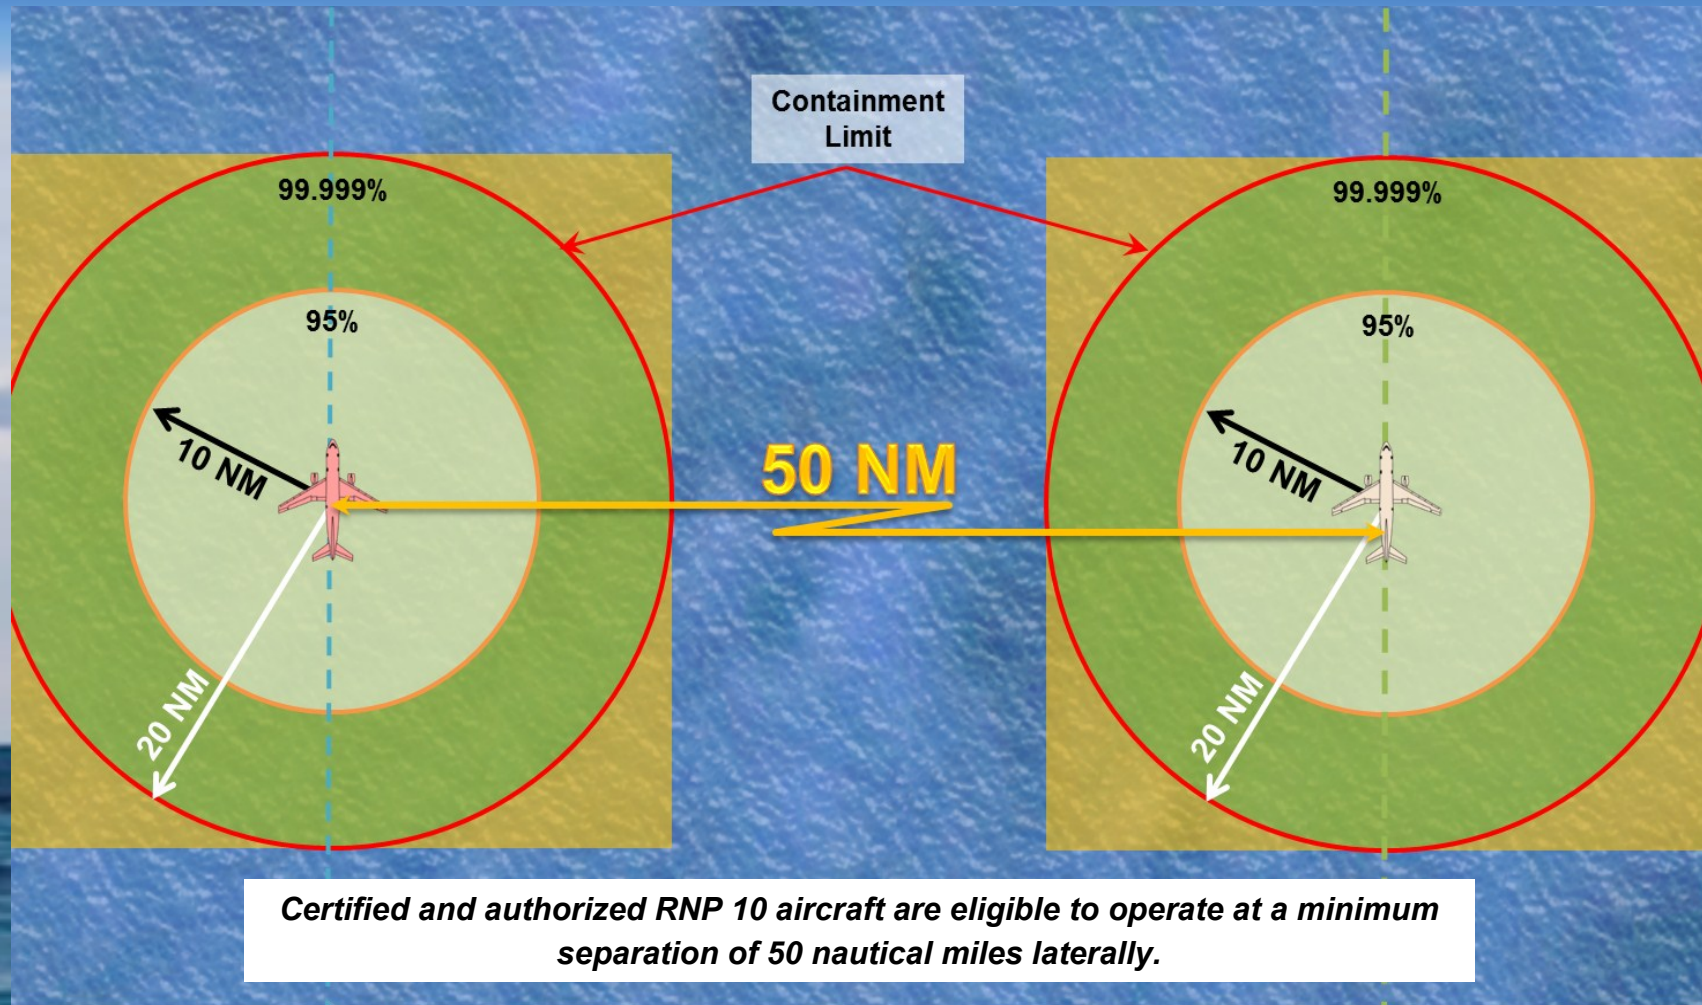 Containment
Limit
99.999%
99.999%
95%
95%
10 NM
50 NM
10 NM
20 NM
20 NM
Certified and authorized RNP 10 aircraft are eligible to operate at a minimum
separation of 50 nautical miles laterally.